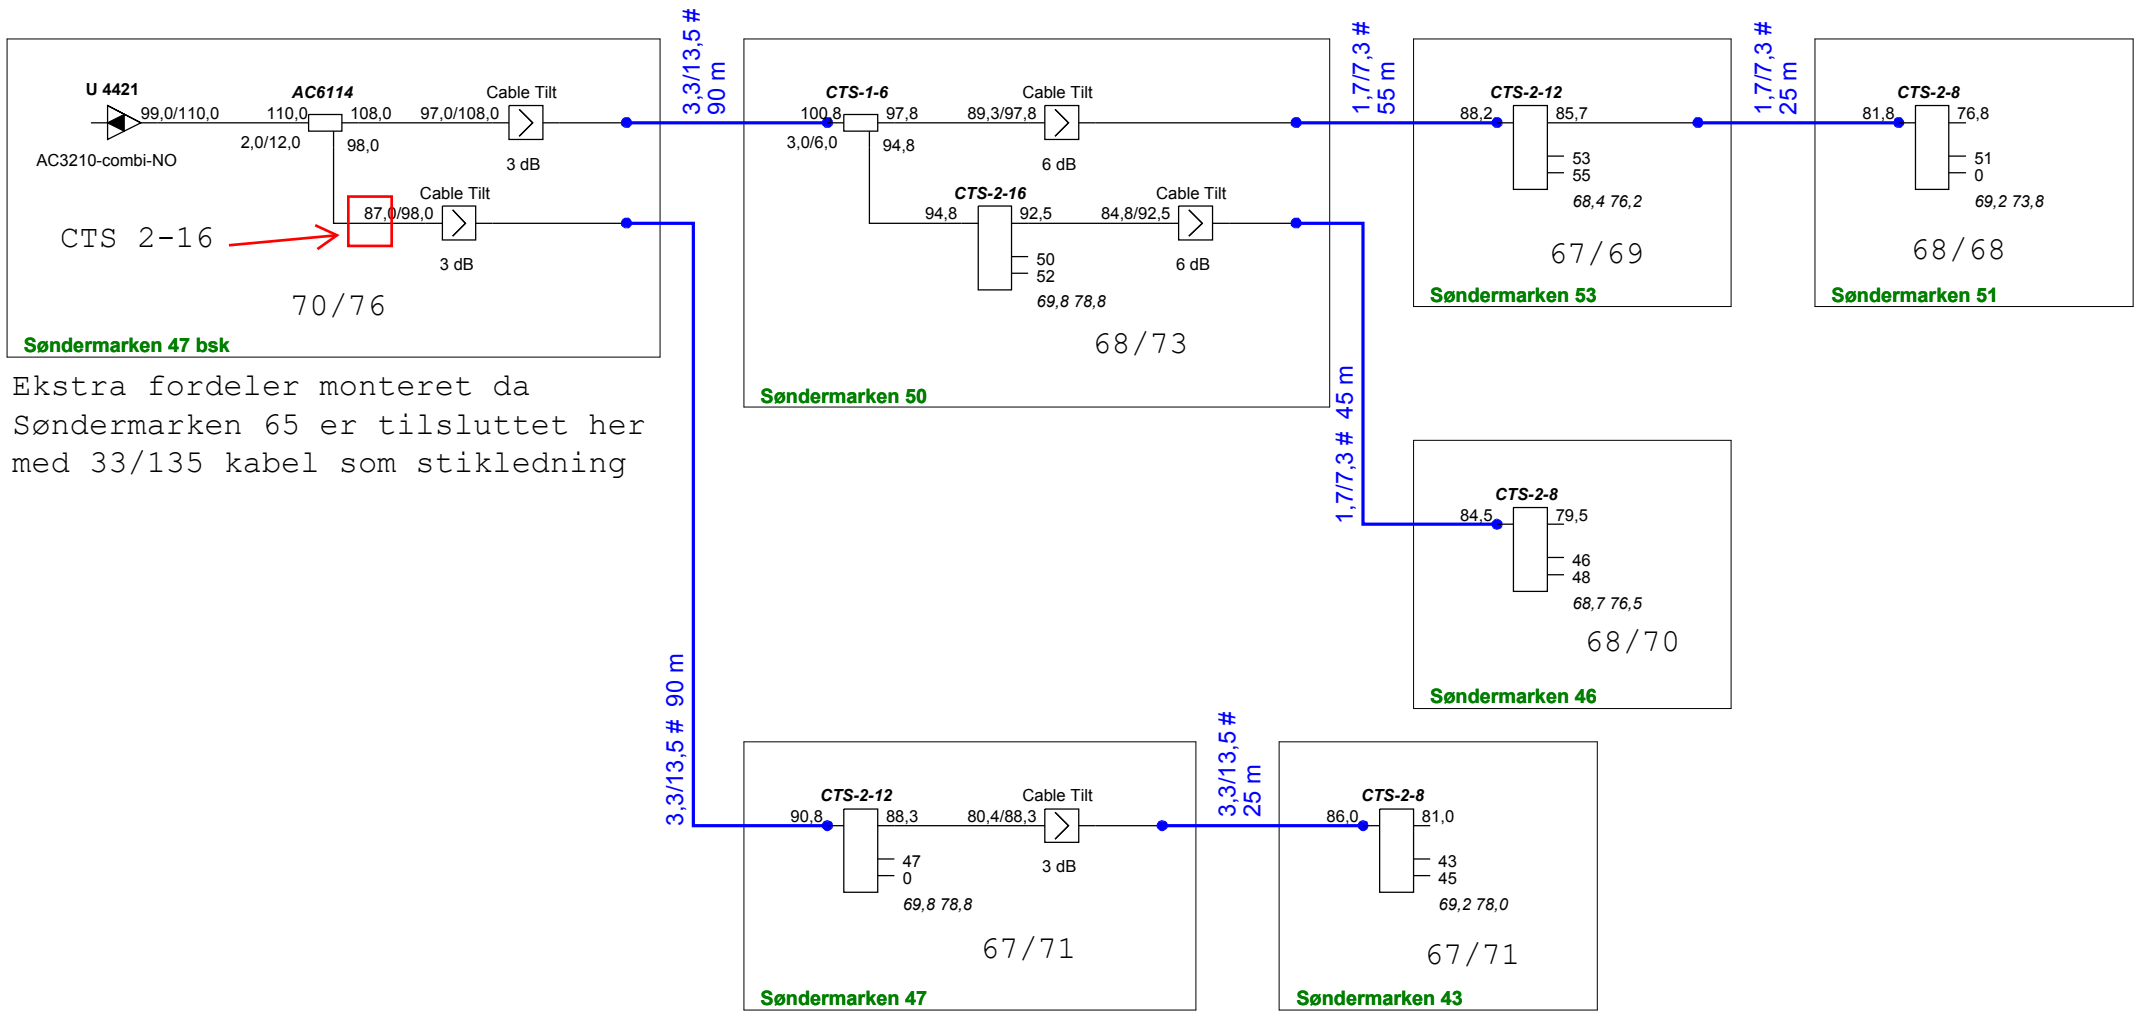 U 4421
99,0/110,0
AC3210-combi-NO
AC6114
110,0
108,0
2,0/12,0
98,0
97,0/108,0
Cable Tilt
3 dB
87,0/98,0
Cable Tilt
3 dB
CTS 2-16
70/76
Søndermarken 47 bsk
Ekstra fordeler monteret da
Søndermarken 65 er tilsluttet her
med 33/135 kabel som stikledning
3,3/13,5 #
90 m
CTS-1-6
100,8
97,8
3,0/6,0
94,8
89,3/97,8
Cable Tilt
6 dB
CTS-2-16
94,8
92,5
50
52
69,8 78,8
84,8/92,5
Cable Tilt
6 dB
68/73
Søndermarken 50
1,7/7,3 #
55 m
CTS-2-12
88,2
85,7
53
55
68,4 76,2
67/69
Søndermarken 53
1,7/7,3 #
25 m
CTS-2-8
81,8
76,8
51
0
69,2 73,8
68/68
Søndermarken 51
1,7/7,3 # 45 m
CTS-2-8
84,5
79,5
46
48
68,7 76,5
68/70
Søndermarken 46
3,3/13,5 # 90 m
CTS-2-12
90,8
88,3
47
0
69,8 78,8
80,4/88,3
Cable Tilt
3 dB
67/71
Søndermarken 47
3,3/13,5 #
25 m
CTS-2-8
86,0
81,0
43
45
69,2 78,0
67/71
Søndermarken 43